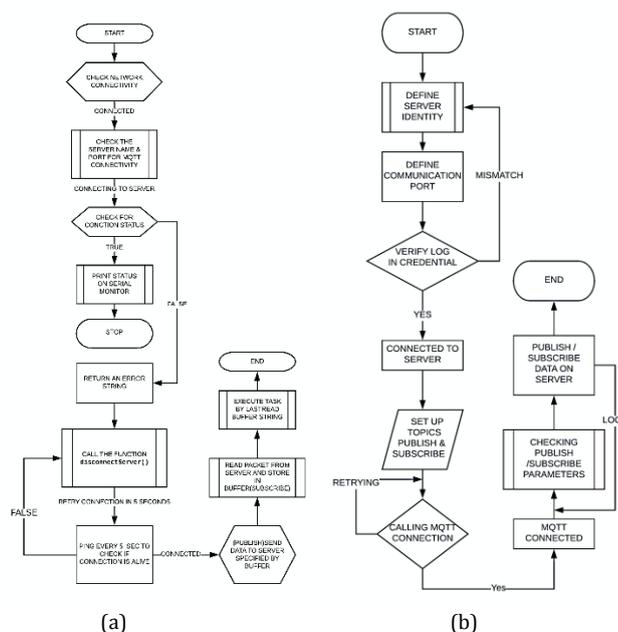 START
CHECK NETWORK
CONNECTIVITY
CONNECTED
CHECK THE
SERVER NAME &
PORT FOR MQTT
CONNECTIVITY
CONNECTING TO SERVER
CHECK FOR
CONCTION STATUS
TRUE
FALSE
PRINT STATUS
ON SERIAL
MONITOR
STOP
RETURN AN ERROR
STRING
CALL THE FUNCTION
disconnectServer()
RETRY CONNECTION IN 5 SECONDS
FALSE
PING EVERY 5 SEC TO
CHECK IF
CONNECTION IS ALIVE
CONNECTED
(PUBLISH)SEND
DATA TO SERVER
SPECIFIED BY
BUFFER
READ PACKET FROM
SERVER AND STORE
IN
BUFFER(SUBSCRIBE)
EXECUTE TASK
BY LASTREAD
BUFFER STRING
END
(a)
START
DEFINE
SERVER
IDENTITY
DEFINE
COMMUNICATION
PORT
MISMATCH
VERIFY LOG
IN CREDENTIAL
YES
CONNECTED TO
SERVER
SET UP
TOPICS
PUBLISH &
SUBSCRIBE
RETRYING
CALLING MQTT
CONNECTION
Yes
MQTT
CONNECTED
CHECKING
PUBLISH
/SUBSCRIBE
PARAMETERS
PUBLISH /
SUBSCRIBE
DATA ON
SERVER
END
(b)